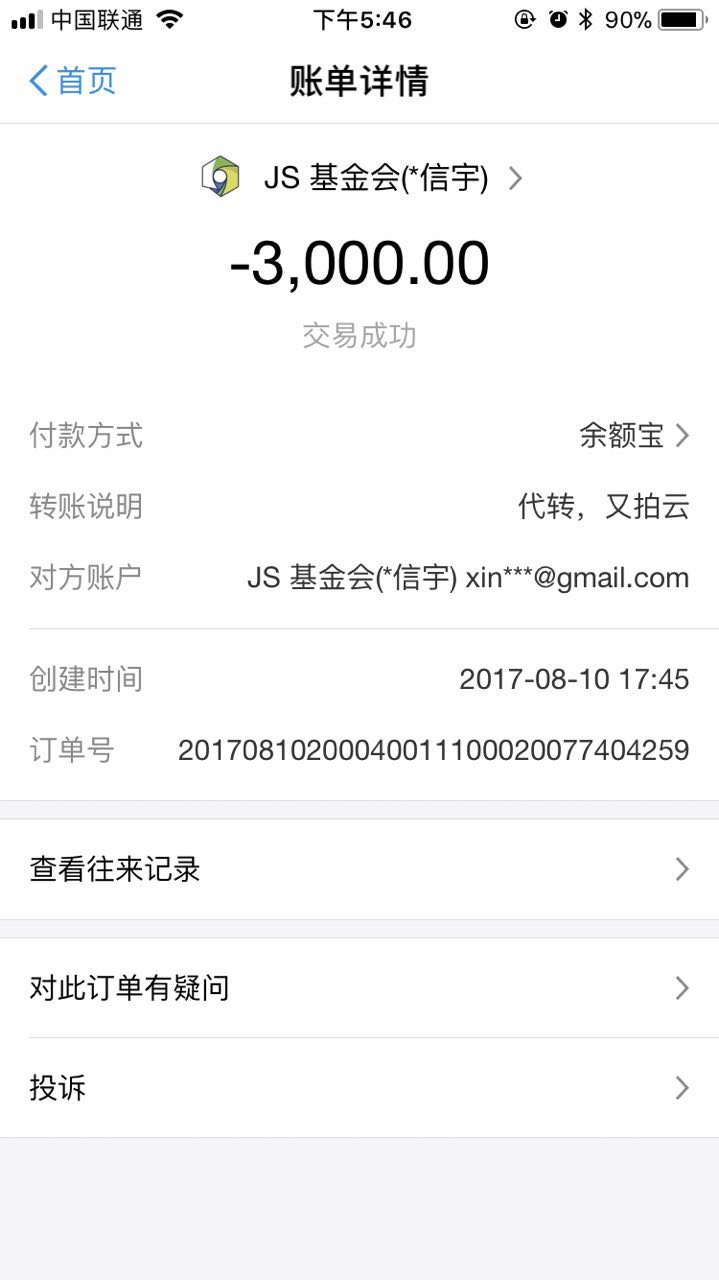 中国联通 下午5:46 90%
首页 账单详情
JS 基金会(*信宇)
-3,000.00
交易成功
付款方式 余额宝
转账说明 代转，又拍云
对方账户 JS 基金会(*信宇) xin***@gmail.com
创建时间 2017-08-10 17:45
订单号 20170810200040011100020077404259
查看往来记录
对此订单有疑问
投诉